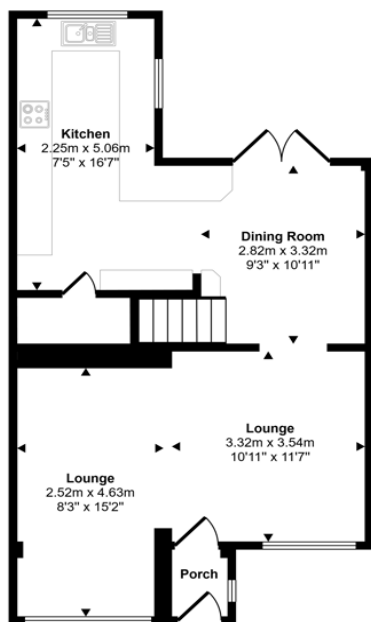 Kitchen
2.25m x 5.06m
7'5" x 16'7"
Dining Room
2.82m x 3.32m
9'3" x 10'11"
Lounge
3.32m x 3.54m
10'11" x 11'7"
Lounge
2.52m x 4.63m
8'3" x 15'2"
Porch